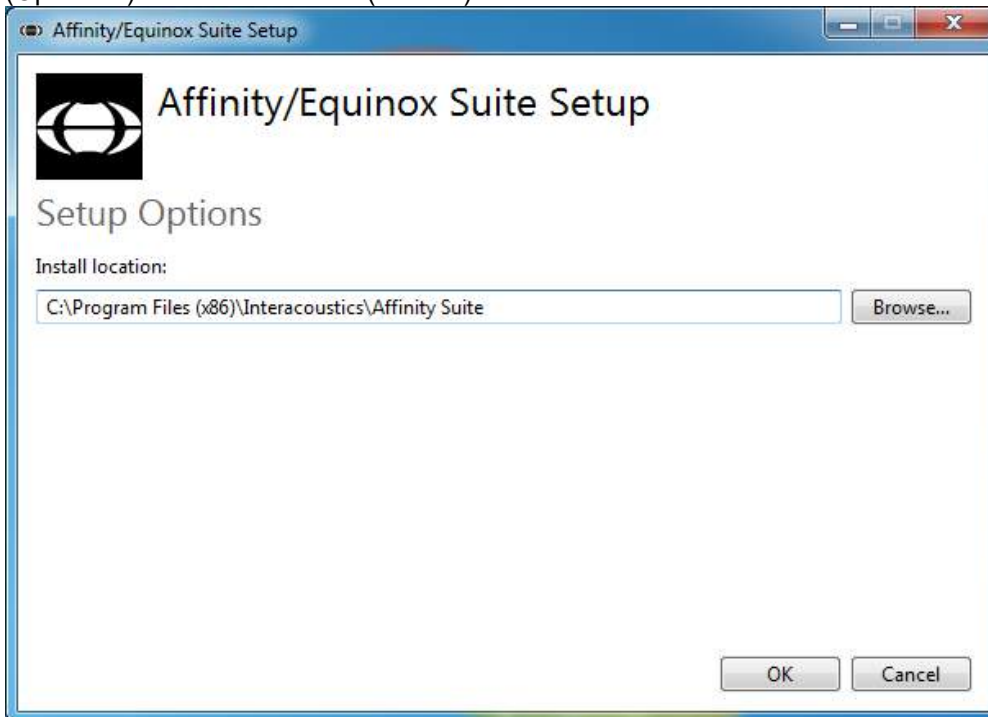 Affinity/Equinox Suite Setup
Affinity/Equinox Suite Setup
Setup Options
Install location:
C:\Program Files (x86)\Interacoustics\Affinity Suite
Browse...
OK
Cancel